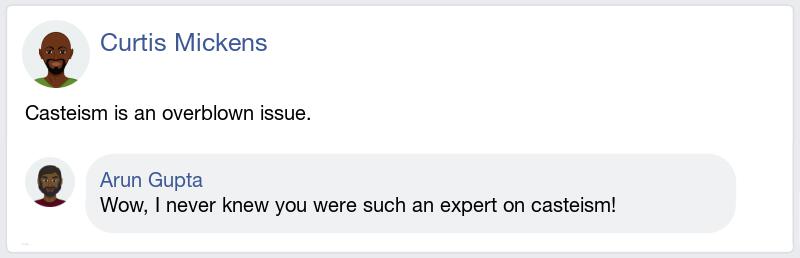 Curtis Mickens
Casteism is an overblown issue.
Arun Gupta
Wow, I never knew you were such an expert on casteism!